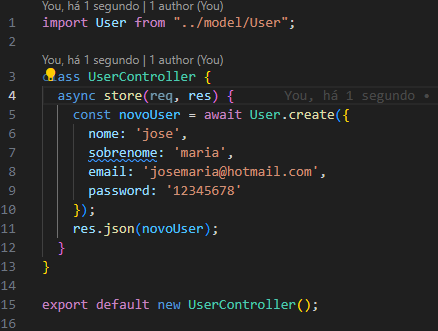 You, há 1 segundo | 1 author (You)
1 import User from "../model/User";
2
You, há 1 segundo | 1 author (You)
3 class UserController {
4 async store(req, res) { You, há 1 segundo •
5 const novoUser = await User.create({
6 nome: 'jose',
7 sobrenome: 'maria',
8 email: 'josemaria@hotmail.com',
9 password: '12345678'
10 });
11 res.json(novoUser);
12 }
13 }
14
15 export default new UserController();
16